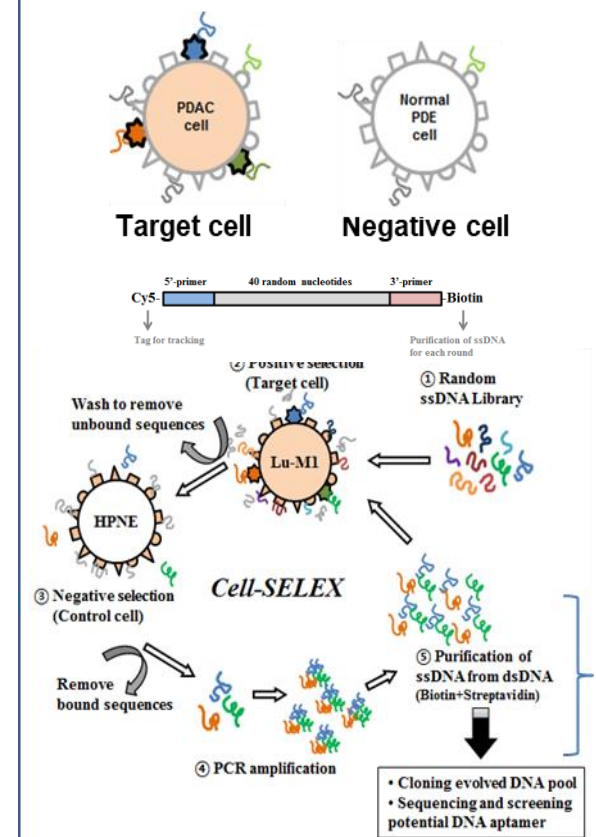 PDAC
cell
Normal
PDE
cell
Target cell
Negative cell
5'-primer
40 random nucleotides
3'-primer
Cy5-
-Biotin
Tag for tracking
Purification of ssDNA
for each round
② Positive selection
(Target cell)
① Random
ssDNA Library
Wash to remove
unbound sequences
Lu-M1
HPNE
③ Negative selection
(Control cell)
Cell-SELEX
⑤ Purification of
ssDNA from dsDNA
(Biotin+Streptavidin)
Remove
bound sequences
④ PCR amplification
• Cloning evolved DNA pool
• Sequencing and screening
potential DNA aptamer